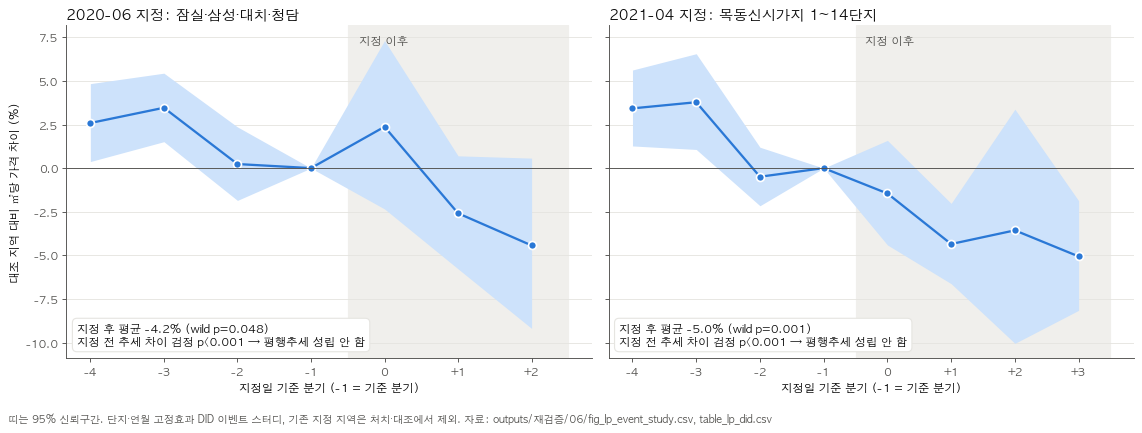 2020-06 지정: 잠실·삼성·대치·청담
지정 이후
7.5
5.0
2.5
0.0
-2.5
-5.0
-7.5
-10.0
대조 지역 대비 ㎡당 가격 차이 (%)
지정 후 평균 -4.2% (wild p=0.048)
지정 전 추세 차이 검정 p<0.001 → 평행추세 성립 안 함
-4 -3 -2 -1 0 +1 +2
지정일 기준 분기 (-1 = 기준 분기)
2021-04 지정: 목동신시가지 1~14단지
지정 이후
지정 후 평균 -5.0% (wild p=0.001)
지정 전 추세 차이 검정 p<0.001 → 평행추세 성립 안 함
-4 -3 -2 -1 0 +1 +2 +3
지정일 기준 분기 (-1 = 기준 분기)
띠는 95% 신뢰구간. 단지·연월 고정효과 DID 이벤트 스터디, 기존 지정 지역은 처치·대조에서 제외. 자료: outputs/재검증/06/fig_lp_event_study.csv, table_lp_did.csv